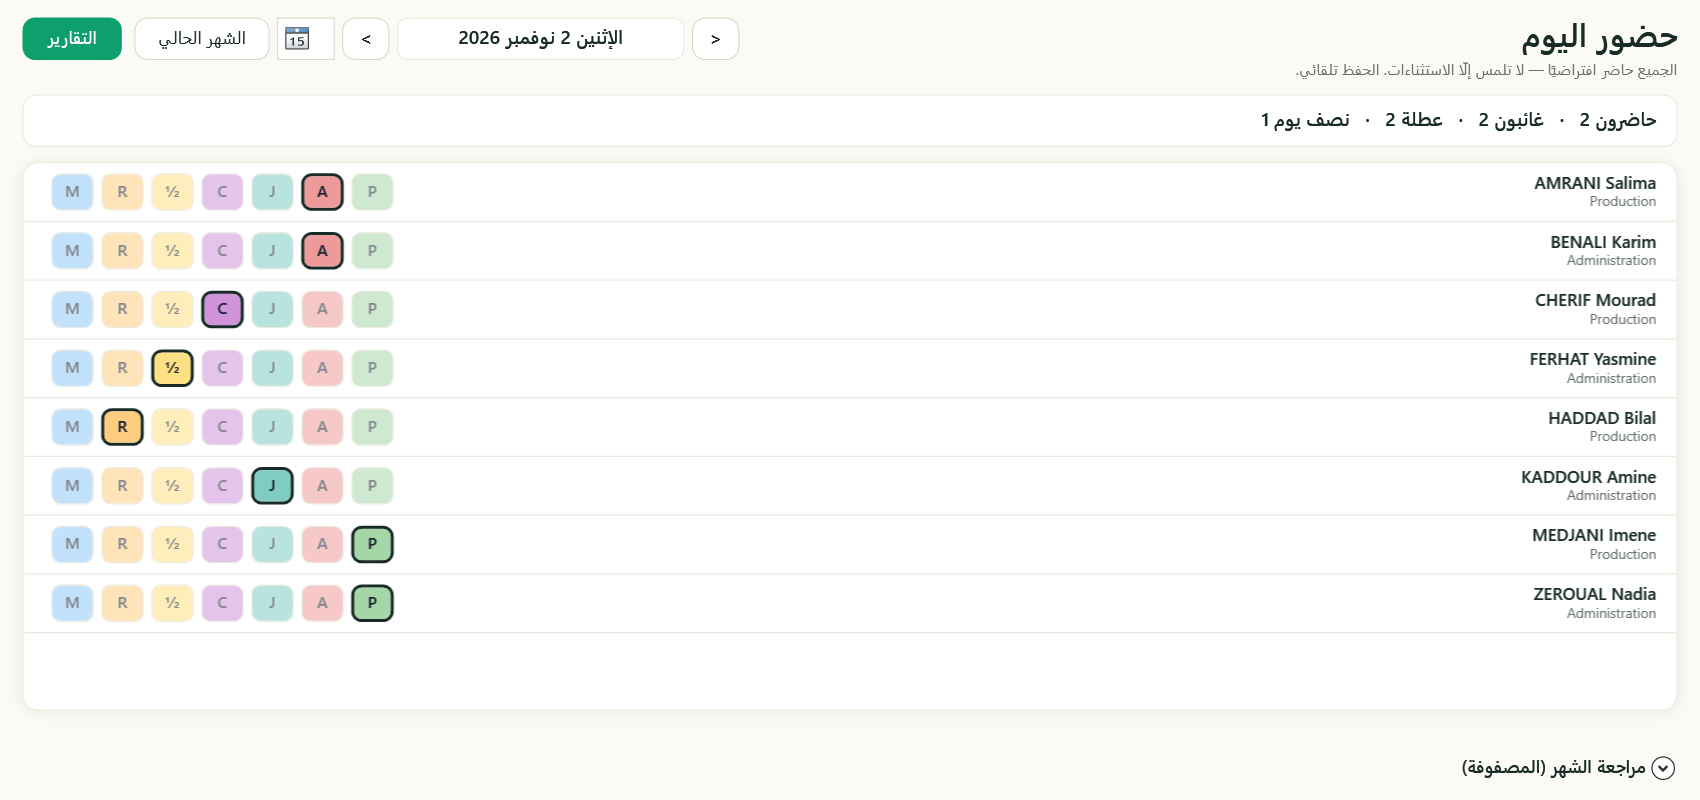 حضور اليوم
الجميع حاضر افتراضيًا — لا تلمس إلّا الاستثناءات. الحفظ تلقائي.
> الإثنين 2 نوفمبر 2026 < 15 الشهر الحالي التقارير
حاضرون 2 · غائبون 2 · عطلة 2 · نصف يوم 1
AMRANI Salima P A J C ½ R M
Production
BENALI Karim P A J C ½ R M
Administration
CHERIF Mourad P A J C ½ R M
Production
FERHAT Yasmine P A J C ½ R M
Administration
HADDAD Bilal P A J C ½ R M
Production
KADDOUR Amine P A J C ½ R M
Administration
MEDJANI Imene P A J C ½ R M
Production
ZEROUAL Nadia P A J C ½ R M
Administration
مراجعة الشهر (المصفوفة)